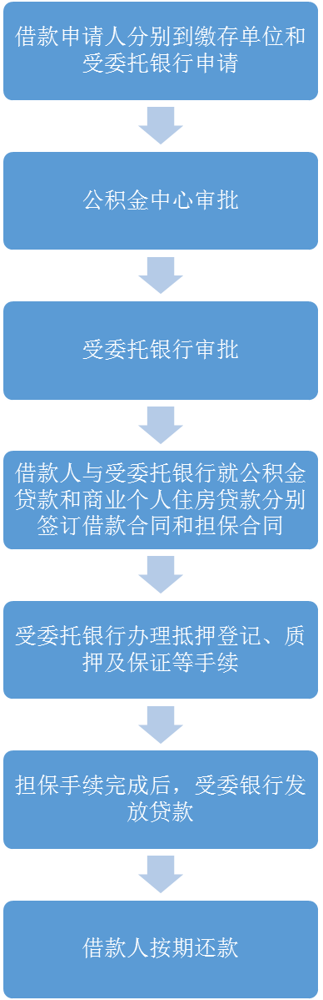 借款申请人分别到缴存单位和
受委托银行申请
公积金中心审批
受委托银行审批
借款人与受委托银行就公积金
贷款和商业个人住房贷款分别
签订借款合同和担保合同
受委托银行办理抵押登记、质
押及保证等手续
担保手续完成后，受委银行发
放贷款
借款人按期还款